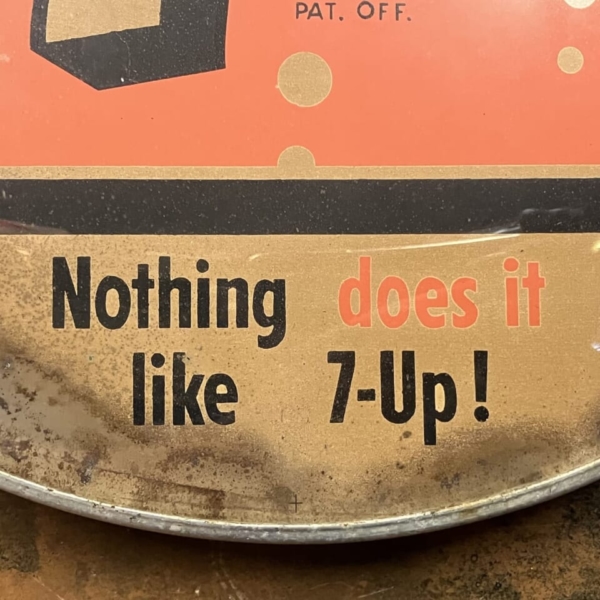 PAT. OFF.
Nothing does it
like 7-Up!